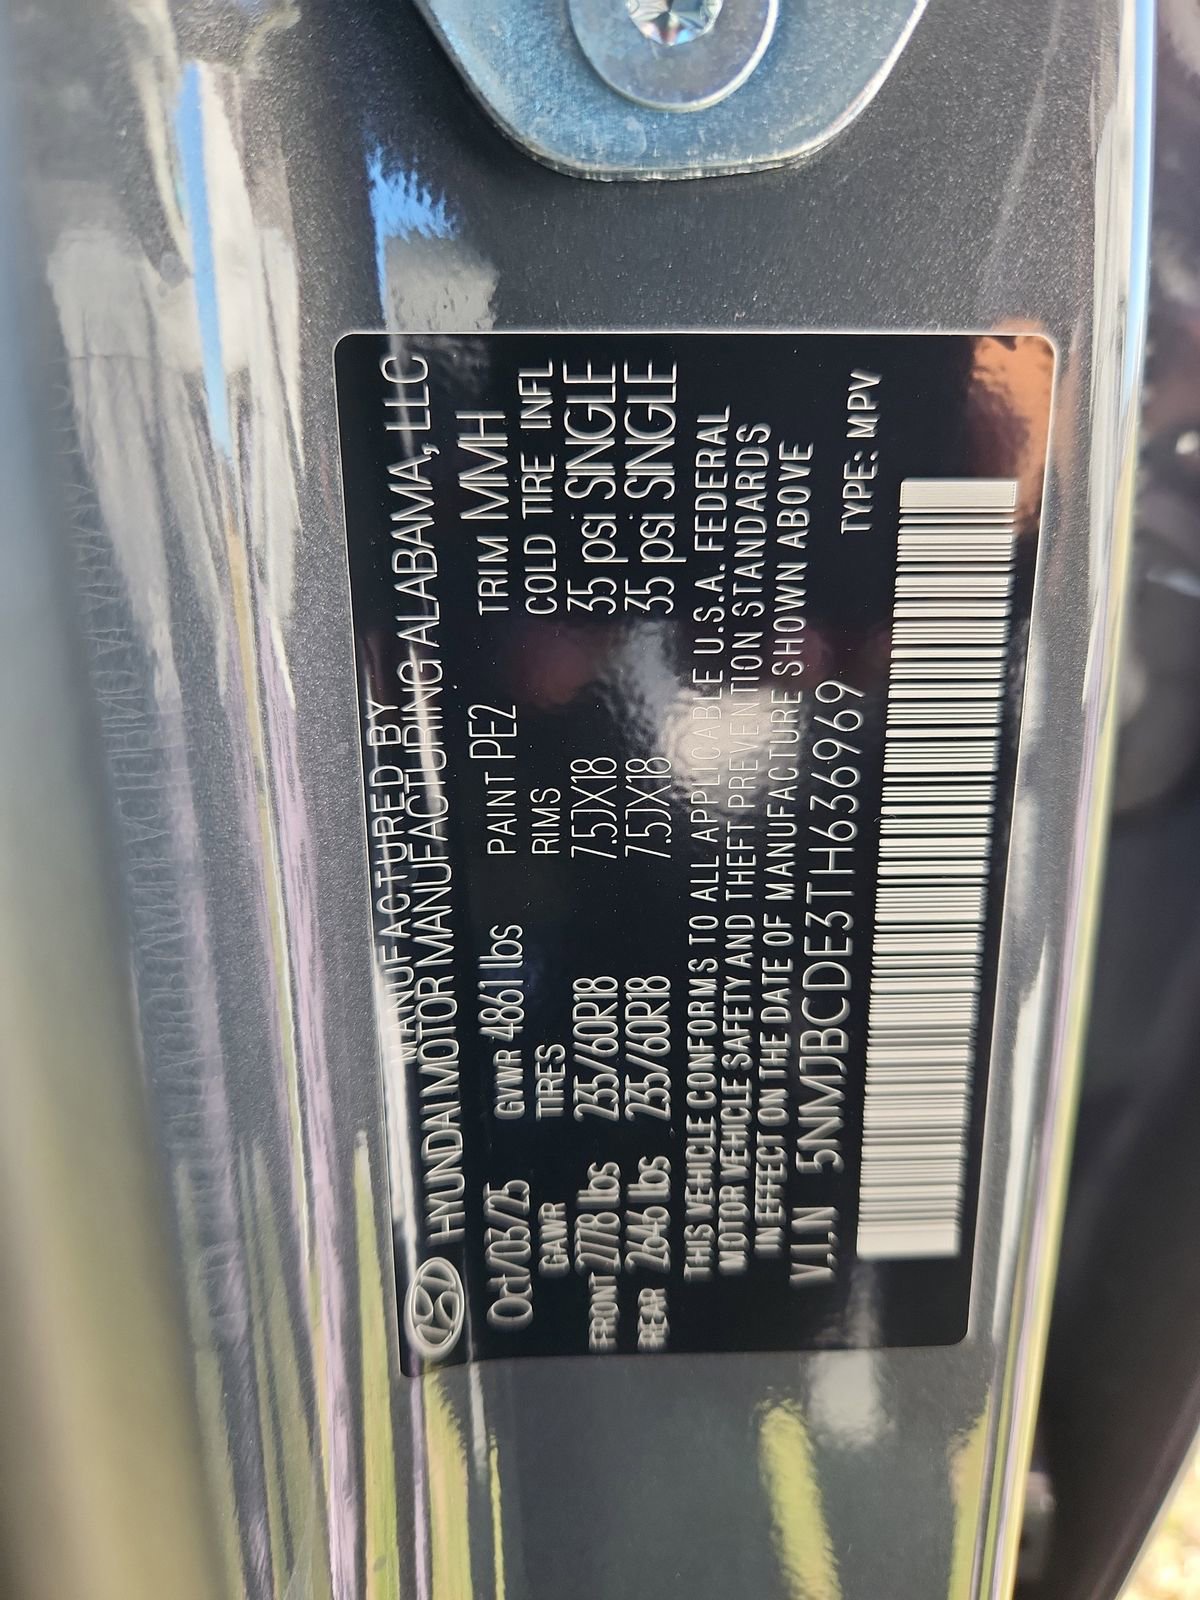 MANUFACTURED BY
HYUNDAI MOTOR MANUFACTURING ALABAMA, LLC
Oct/03/25 GVWR 4861 lbs PAINT PE2 TRIM MMH
GAWR TIRES RIMS COLD TIRE INFL
FRONT 2778 lbs 235/60R18 7.5JX18 35 psi SINGLE
REAR 2646 lbs 235/60R18 7.5JX18 35 psi SINGLE
THIS VEHICLE CONFORMS TO ALL APPLICABLE U.S.A. FEDERAL
MOTOR VEHICLE SAFETY AND THEFT PREVENTION STANDARDS
IN EFFECT ON THE DATE OF MANUFACTURE SHOWN ABOVE
V.I.N 5NMJBCDE3TH636969 TYPE: MPV